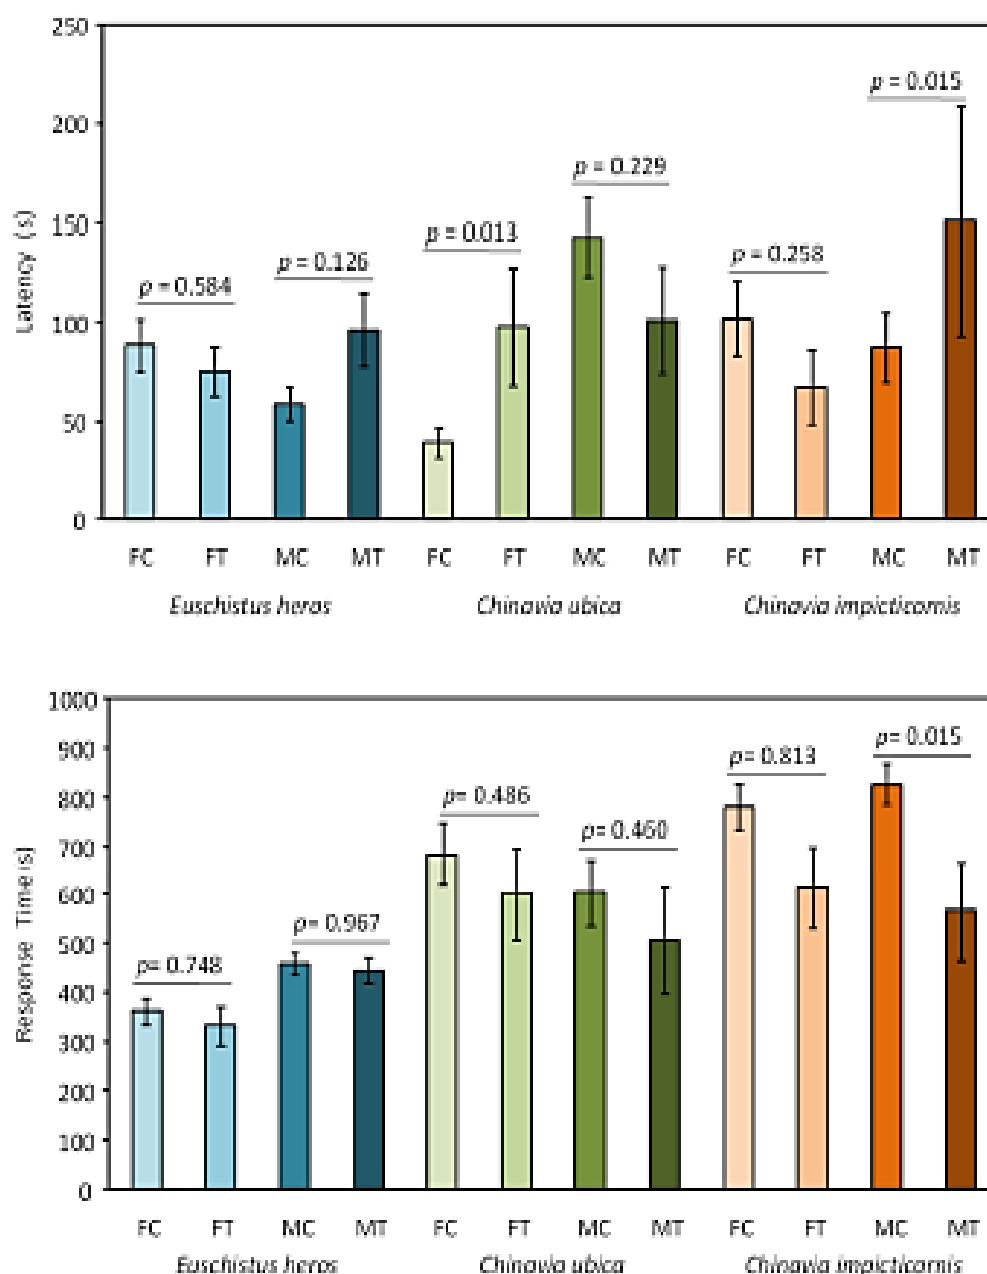 250
p = 0.015
200
p = 0.229
150
p = 0.013
p = 0.126
p = 0.258
p = 0.584
Latency (s)
100
50
0
FC FT MC MT FC FT MC MT FC FT MC MT
Euschistus heros Chinavia ubica Chinavia impicticornis
1000
900
p= 0.015
p= 0.813
800
p= 0.486
700
p= 0.460
Response Time (s)
600
p= 0.967
500
p= 0.748
400
300
200
100
0
FC FT MC MT FC FT MC MT FC FT MC MT
Euschistus heros Chinavia ubica Chinavia impicticornis